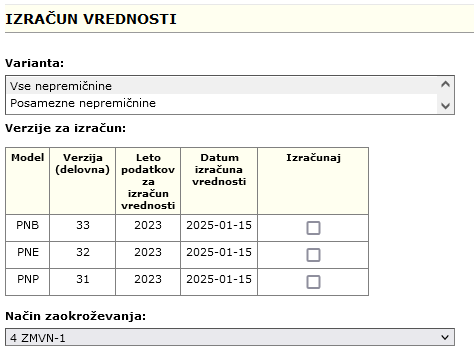 IZRAČUN VREDNOSTI
Varianta:
Vse nepremičnine
Posamezne nepremičnine
Verzije za izračun:
Model Verzija (delovna) Leto podatkov za izračun vrednosti Datum izračuna vrednosti Izračunaj
PNB 33 2023 2025-01-15
PNE 32 2023 2025-01-15
PNP 31 2023 2025-01-15
Način zaokroževanja:
4 ZMVN-1